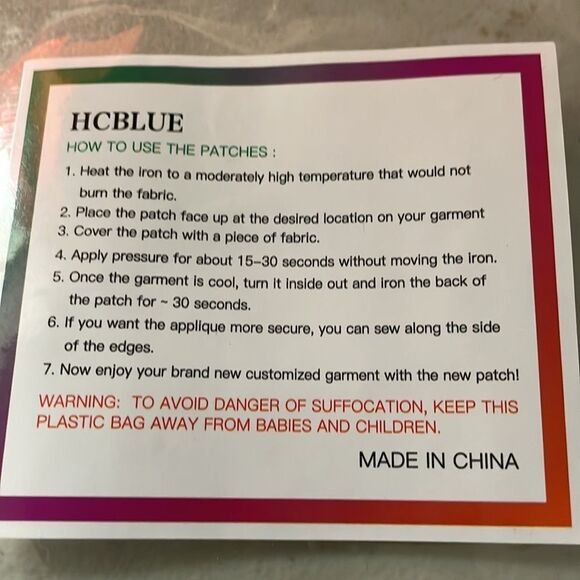 HCBLUE
HOW TO USE THE PATCHES :
1. Heat the iron to a moderately high temperature that would not
burn the fabric.
2. Place the patch face up at the desired location on your garment
3. Cover the patch with a piece of fabric.
4. Apply pressure for about 15–30 seconds without moving the iron.
5. Once the garment is cool, turn it inside out and iron the back of
the patch for ~ 30 seconds.
6. If you want the applique more secure, you can sew along the side
of the edges.
7. Now enjoy your brand new customized garment with the new patch!
WARNING: TO AVOID DANGER OF SUFFOCATION, KEEP THIS
PLASTIC BAG AWAY FROM BABIES AND CHILDREN.
MADE IN CHINA